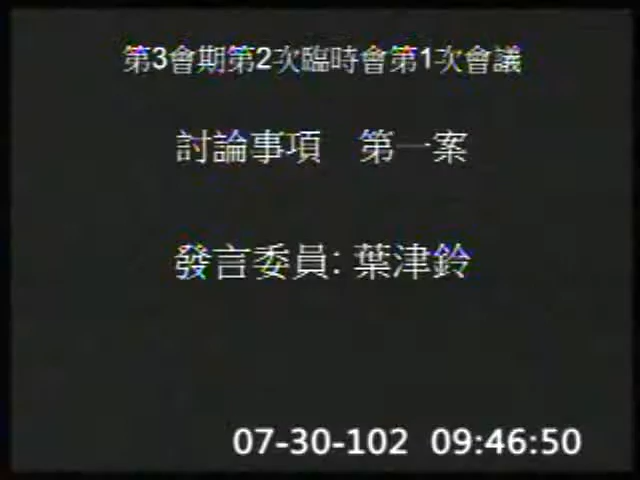 第3會期第2次臨時會第1次會議
討論事項 第一案
發言委員: 葉津鈴
07-30-102 09:46:50